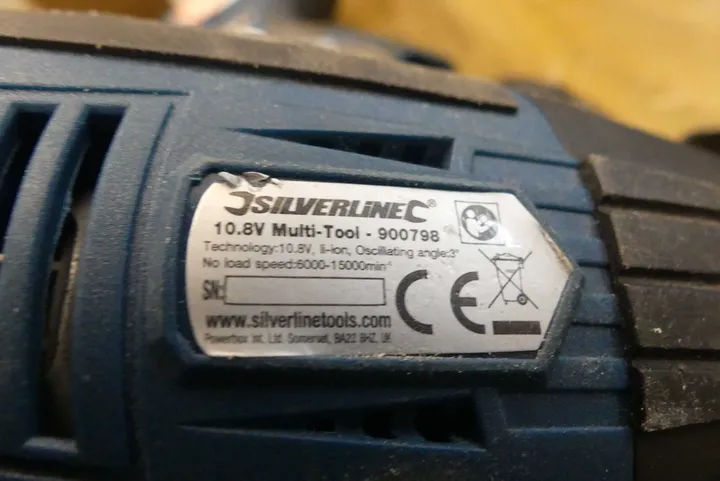 SILVERLINE
10.8V Multi-Tool - 900798
Technology:10.8V, li-ion, Oscillating angle:3°
No load speed:6000-15000min⁻¹
SN:
CE
www.silverlinetools.com
Powerbox Int. Ltd. Somerset, BA22 8HZ, UK